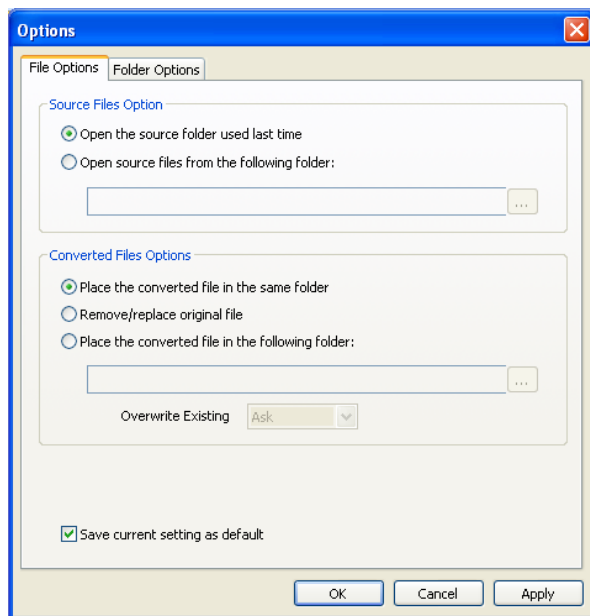 Options
File Options
Folder Options
Source Files Option
Open the source folder used last time
Open source files from the following folder:
...
Converted Files Options
Place the converted file in the same folder
Remove/replace original file
Place the converted file in the following folder:
...
Overwrite Existing
Ask
Save current setting as default
OK
Cancel
Apply